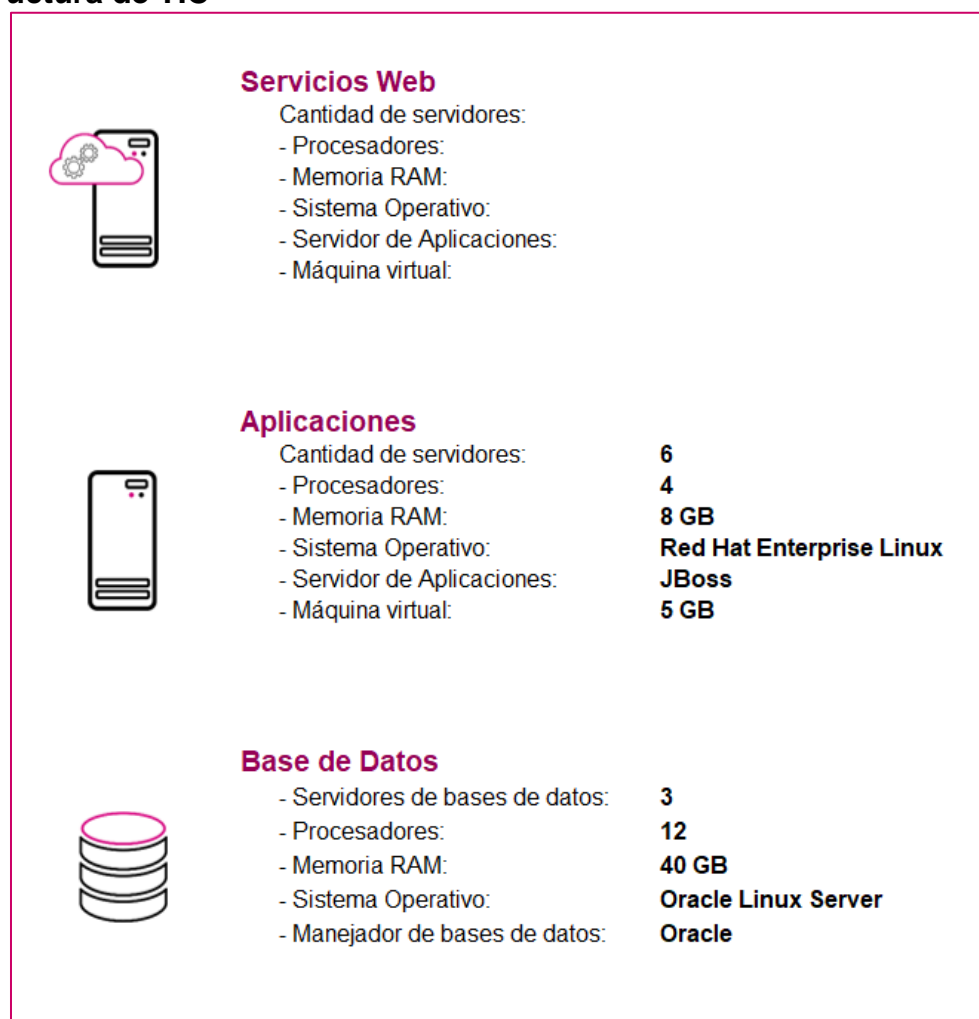 Servicios Web
Cantidad de servidores:
- Procesadores:
- Memoria RAM:
- Sistema Operativo:
- Servidor de Aplicaciones:
- Máquina virtual:
Aplicaciones
Cantidad de servidores: 6
- Procesadores: 4
- Memoria RAM: 8 GB
- Sistema Operativo: Red Hat Enterprise Linux
- Servidor de Aplicaciones: JBoss
- Máquina virtual: 5 GB
Base de Datos
- Servidores de bases de datos: 3
- Procesadores: 12
- Memoria RAM: 40 GB
- Sistema Operativo: Oracle Linux Server
- Manejador de bases de datos: Oracle